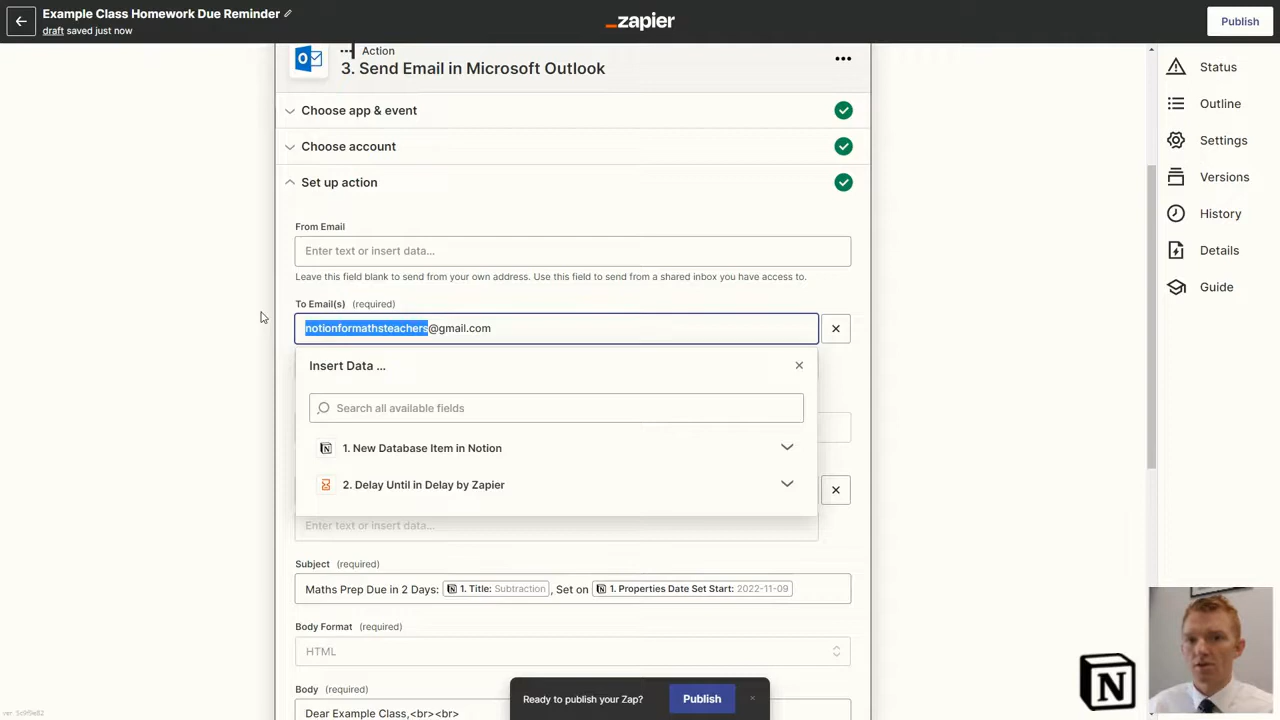 Example Class Homework Due Reminder
draft saved just now
_zapier
Publish
Action
3. Send Email in Microsoft Outlook
Choose app & event
Choose account
Set up action
From Email
Enter text or insert data...
Leave this field blank to send from your own address. Use this field to send from a shared inbox you have access to.
To Email(s) (required)
notionformathsteachers@gmail.com
Insert Data ...
Search all available fields
1. New Database Item in Notion
2. Delay Until in Delay by Zapier
Enter text or insert data...
Subject (required)
Maths Prep Due in 2 Days: 1. Title: Subtraction , Set on 1. Properties Date Set Start: 2022-11-09
Body Format (required)
HTML
Body (required)
Dear Example Class,<br><br>
Ready to publish your Zap? Publish
Status
Outline
Settings
Versions
History
Details
Guide